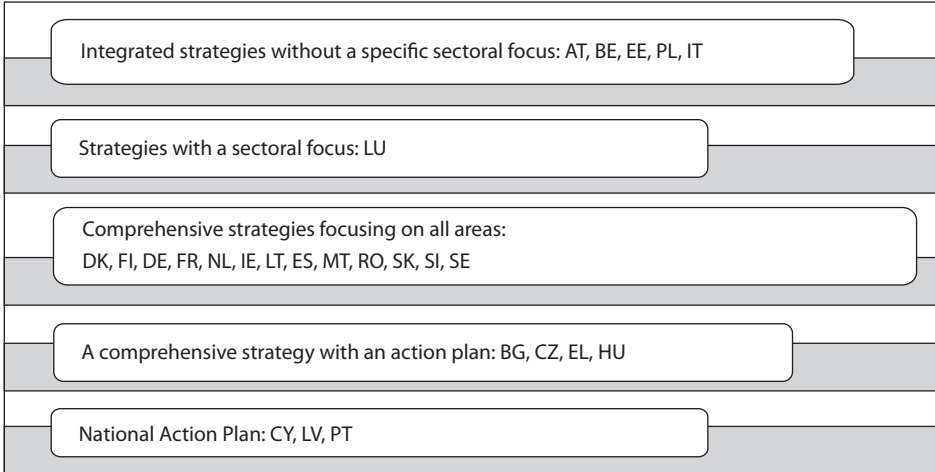 Integrated strategies without a specific sectoral focus: AT, BE, EE, PL, IT
Strategies with a sectoral focus: LU
Comprehensive strategies focusing on all areas:
DK, FI, DE, FR, NL, IE, LT, ES, MT, RO, SK, SI, SE
A comprehensive strategy with an action plan: BG, CZ, EL, HU
National Action Plan: CY, LV, PT